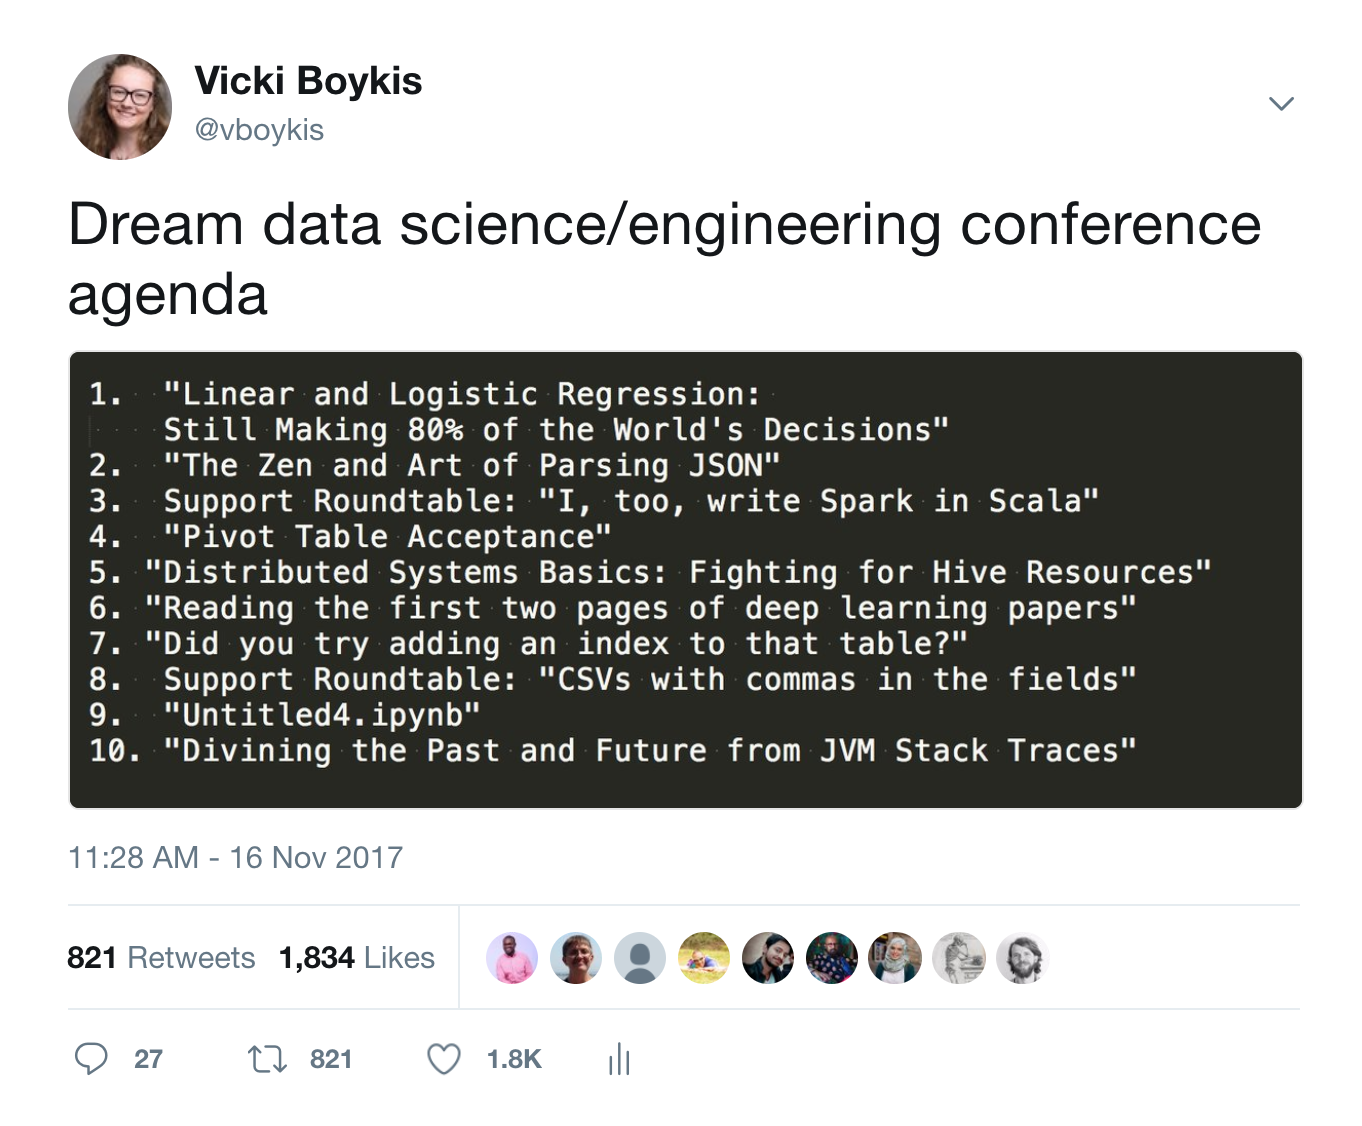 Vicki Boykis
@vboykis
Dream data science/engineering conference
agenda
1. "Linear and Logistic Regression:
Still Making 80% of the World's Decisions"
2. "The Zen and Art of Parsing JSON"
3. Support Roundtable: "I, too, write Spark in Scala"
4. "Pivot Table Acceptance"
5. "Distributed Systems Basics: Fighting for Hive Resources"
6. "Reading the first two pages of deep learning papers"
7. "Did you try adding an index to that table?"
8. Support Roundtable: "CSVs with commas in the fields"
9. "Untitled4.ipynb"
10. "Divining the Past and Future from JVM Stack Traces"
11:28 AM - 16 Nov 2017
821 Retweets 1,834 Likes
27 821 1.8K